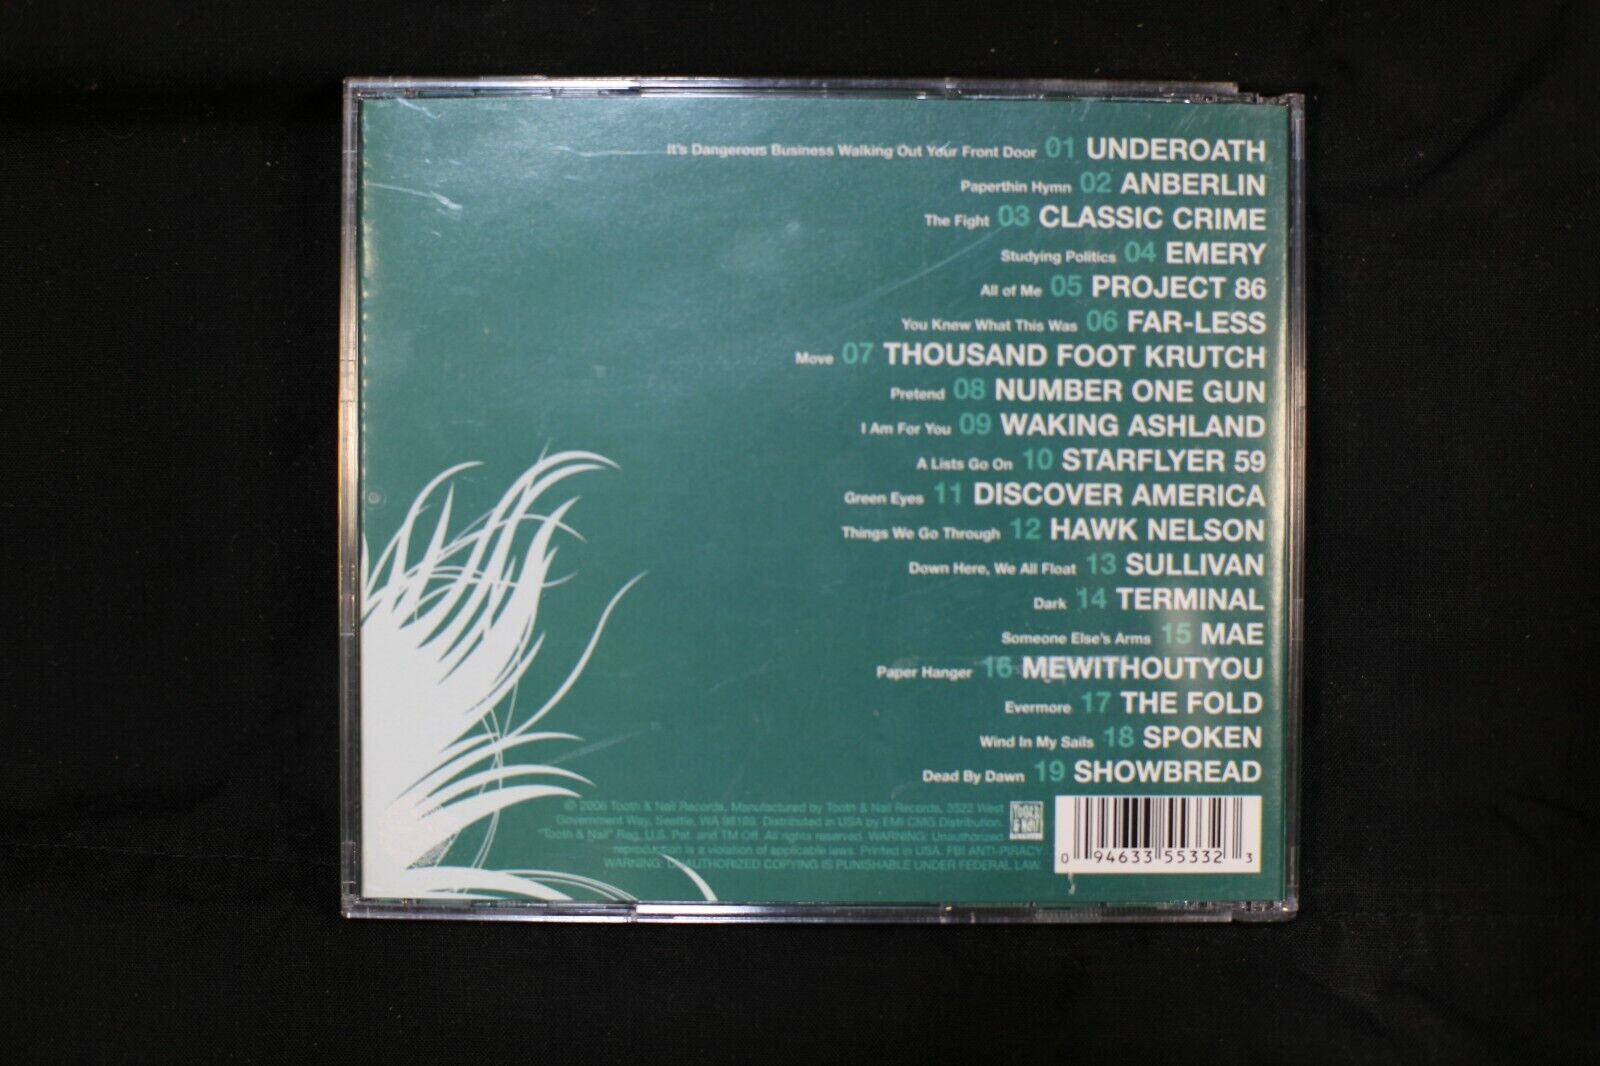 It's Dangerous Business Walking Out Your Front Door 01 UNDEROATH
Paperthin Hymn 02 ANBERLIN
The Fight 03 CLASSIC CRIME
Studying Politics 04 EMERY
All of Me 05 PROJECT 86
You Knew What This Was 06 FAR-LESS
Move 07 THOUSAND FOOT KRUTCH
Pretend 08 NUMBER ONE GUN
I Am For You 09 WAKING ASHLAND
A Lists Go On 10 STARFLYER 59
Green Eyes 11 DISCOVER AMERICA
Things We Go Through 12 HAWK NELSON
Down Here, We All Float 13 SULLIVAN
Dark 14 TERMINAL
Someone Else's Arms 15 MAE
Paper Hanger 16 MEWITHOUTYOU
Evermore 17 THE FOLD
Wind In My Sails 18 SPOKEN
Dead By Dawn 19 SHOWBREAD
© 2006 Tooth & Nail Records. Manufactured by Tooth & Nail Records, 3522 West
Government Way, Seattle, WA 98199. Distributed in USA by EMI CMG Distribution.
"Tooth & Nail" Reg. U.S. Pat. and TM Off. All rights reserved. WARNING: Unauthorized
reproduction is a violation of applicable laws. Printed in USA. FBI ANTI-PIRACY
WARNING: UNAUTHORIZED COPYING IS PUNISHABLE UNDER FEDERAL LAW.
Tooth
& Nail
0 94633 55332 3